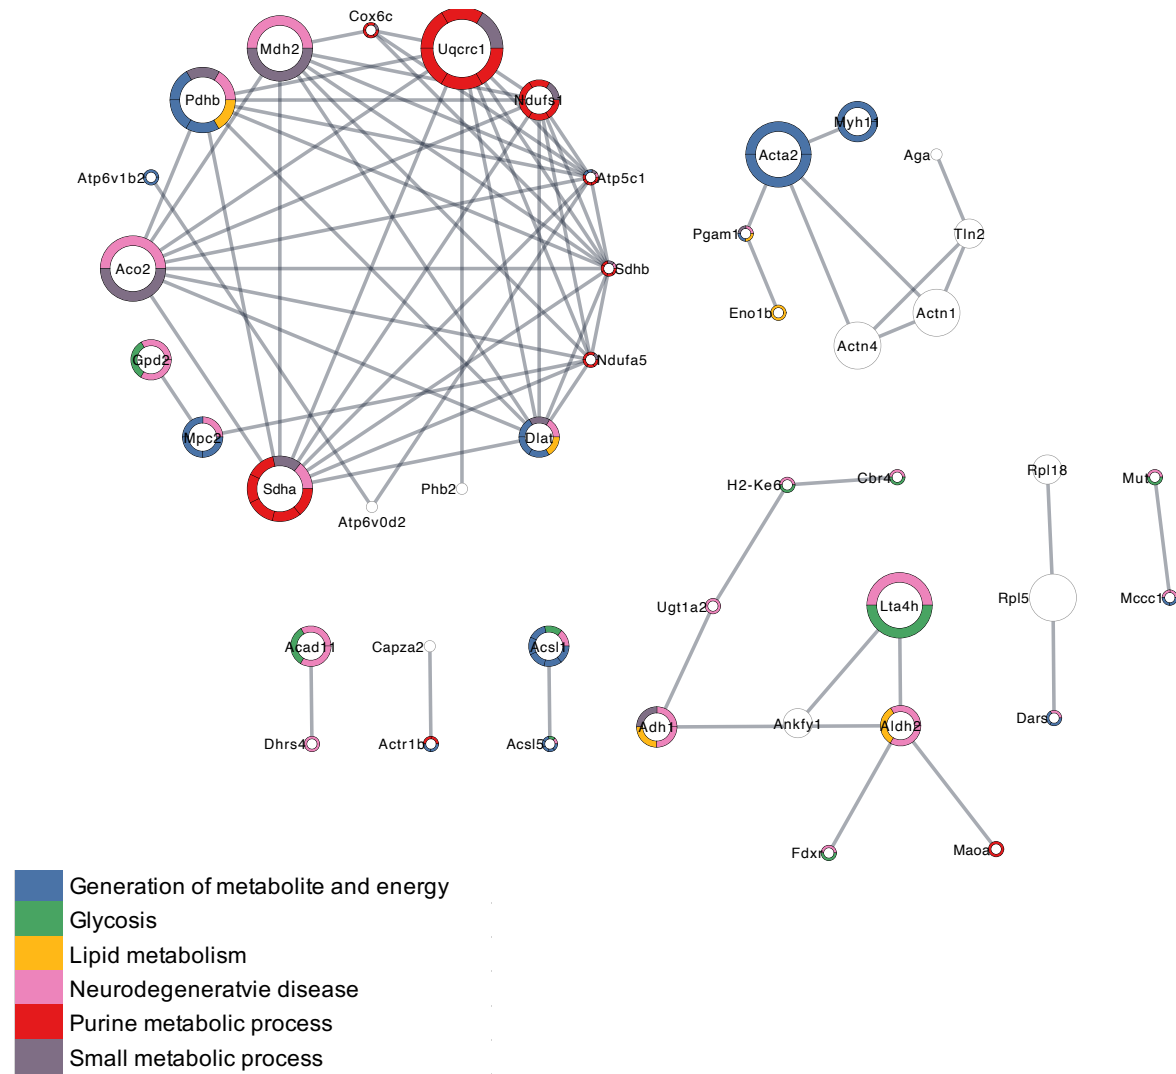 Cox6c
Mdh2
Uqcrc1
Pdhb
Ndufs1
Atp6v1b2
Atp5c1
Aco2
Sdhb
Gpd2
Ndufa5
Mpc2
Dlat
Sdha
Phb2
Atp6v0d2
Myh11
Acta2
Aga
Pgam1
Tln2
Eno1b
Actn1
Actn4
H2-Ke6
Cbr4
Rpl18
Mut
Ugt1a2
Lta4h
Rpl5
Mccc1
Acad11
Capza2
Acsl1
Adh1
Ankfy1
Aldh2
Dars
Dhrs4
Actr1b
Acsl5
Fdxr
Maoa
Generation of metabolite and energy
Glycosis
Lipid metabolism
Neurodegeneratvie disease
Purine metabolic process
Small metabolic process